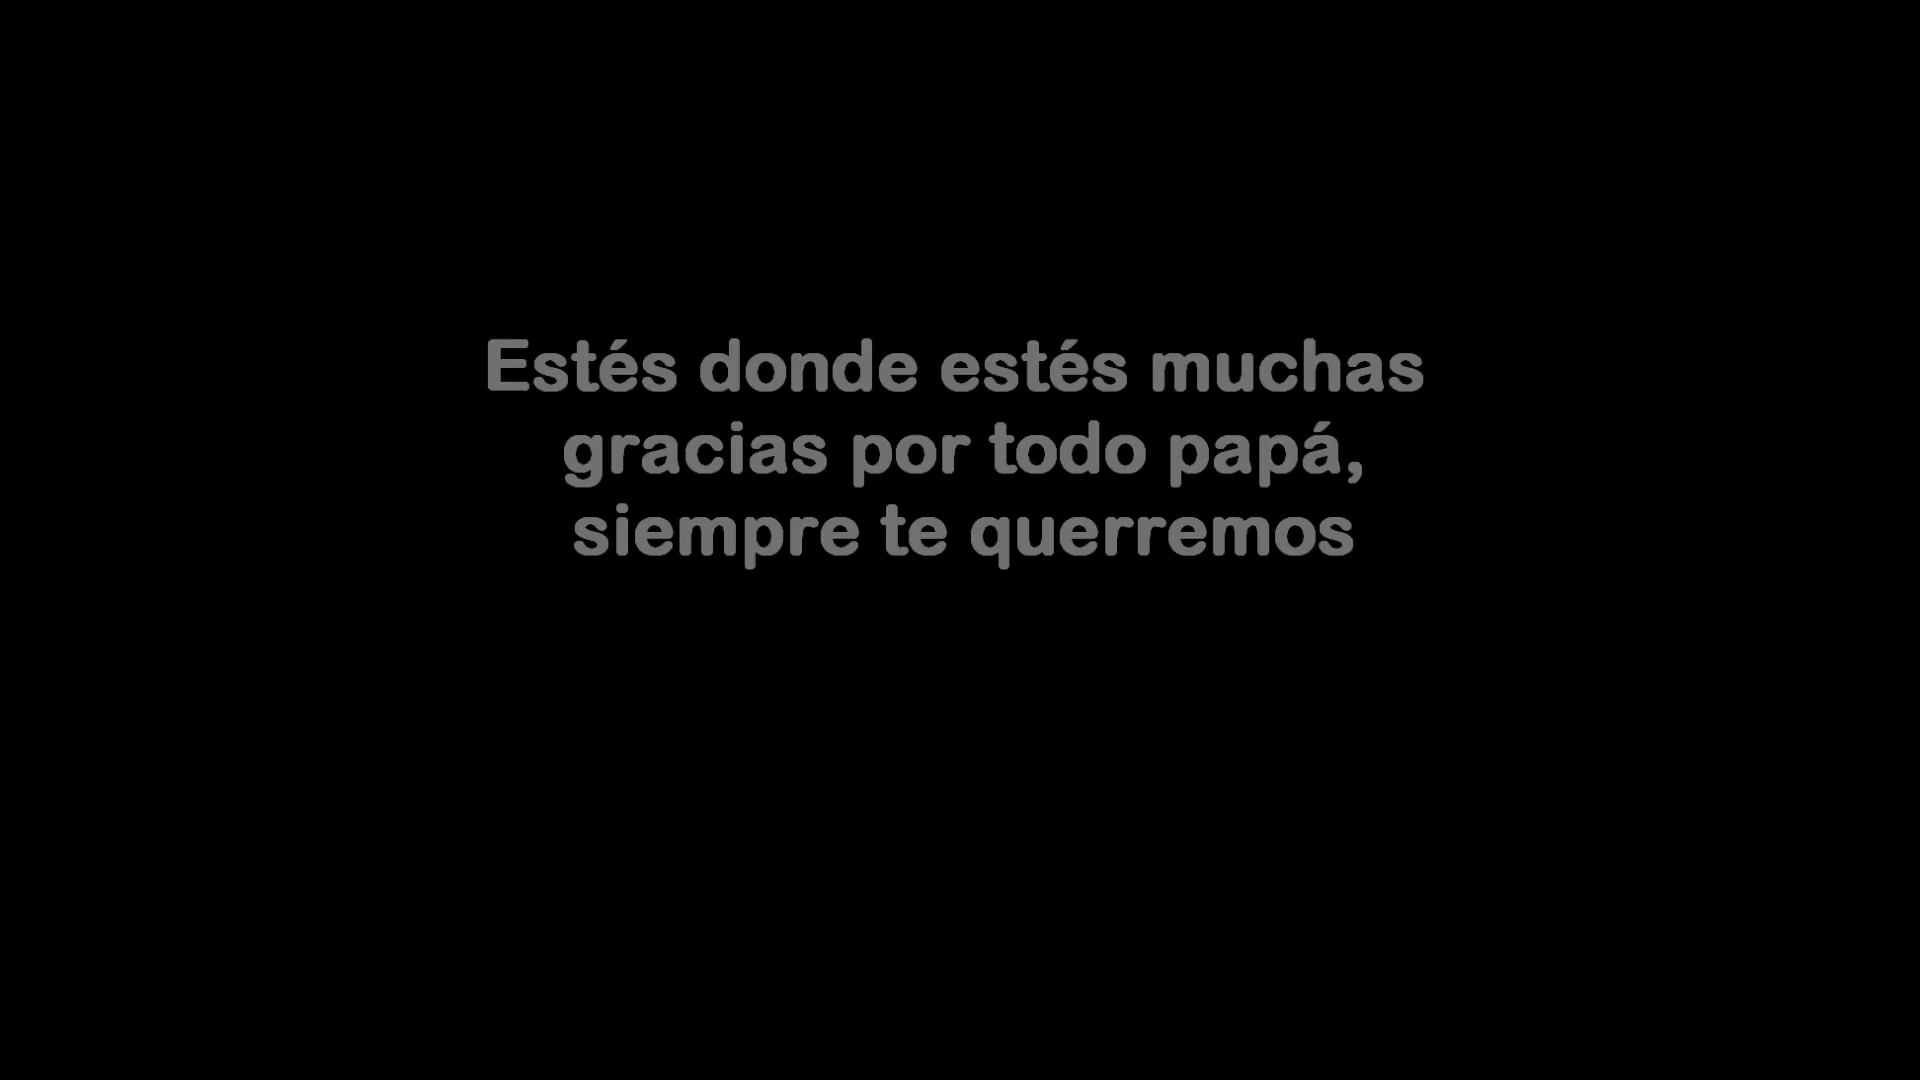 Estés donde estés muchas
gracias por todo papá,
siempre te querremos